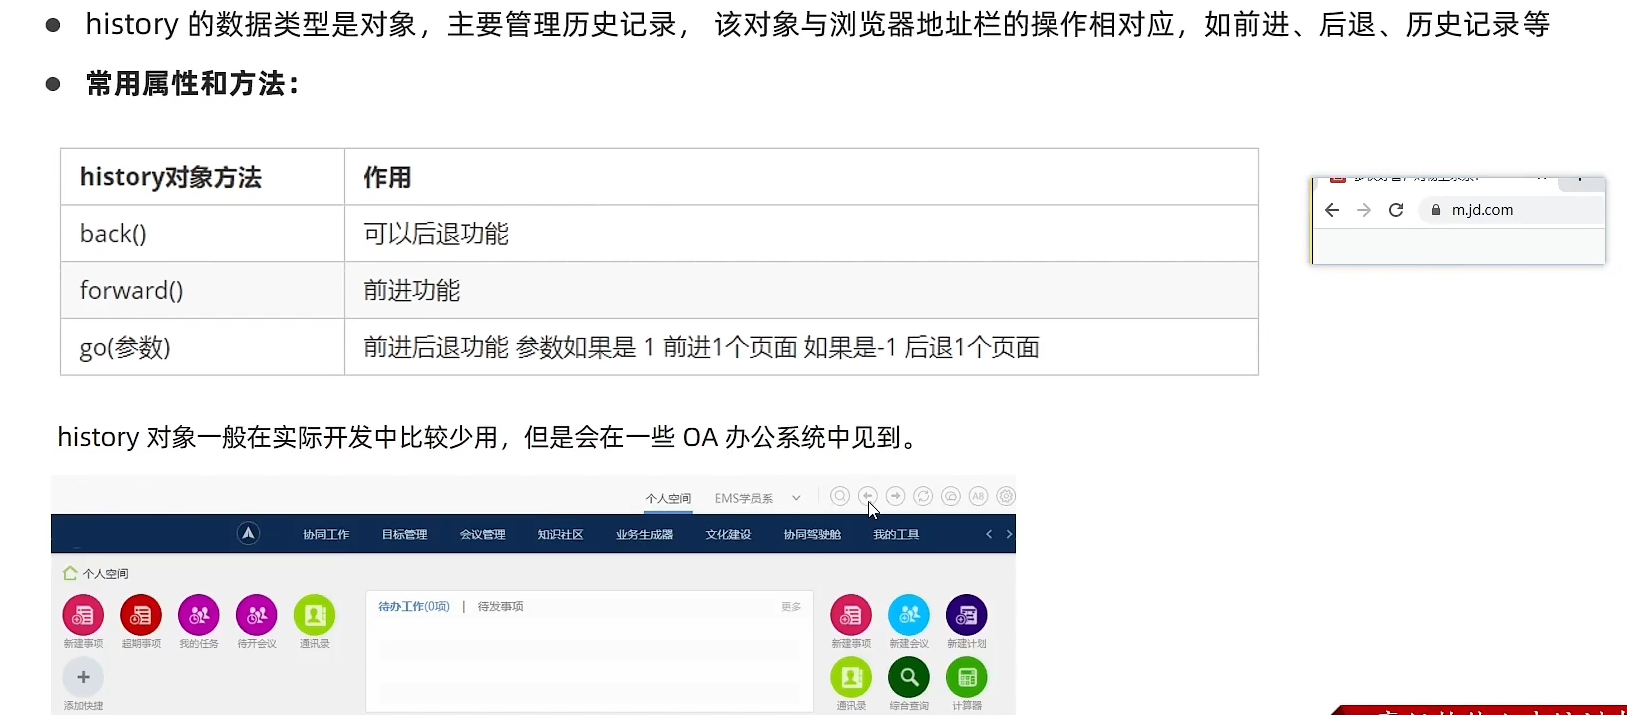 history 的数据类型是对象，主要管理历史记录， 该对象与浏览器地址栏的操作相对应，如前进、后退、历史记录等
常用属性和方法：
history对象方法 作用
back() 可以后退功能
forward() 前进功能
go(参数) 前进后退功能 参数如果是 1 前进1个页面 如果是-1 后退1个页面
m.jd.com
history 对象一般在实际开发中比较少用，但是会在一些 OA 办公系统中见到。
个人空间 EMS学员系
协同工作 目标管理 会议管理 知识社区 业务生成器 文化建设 协同驾驶舱 我的工具
个人空间
待办工作(0项) | 待发事项 更多
新建事项 超期事项 我的任务 待开会议 通讯录 新建事项 新建会议 新建计划
添加快捷 通讯录 综合查询 计算器